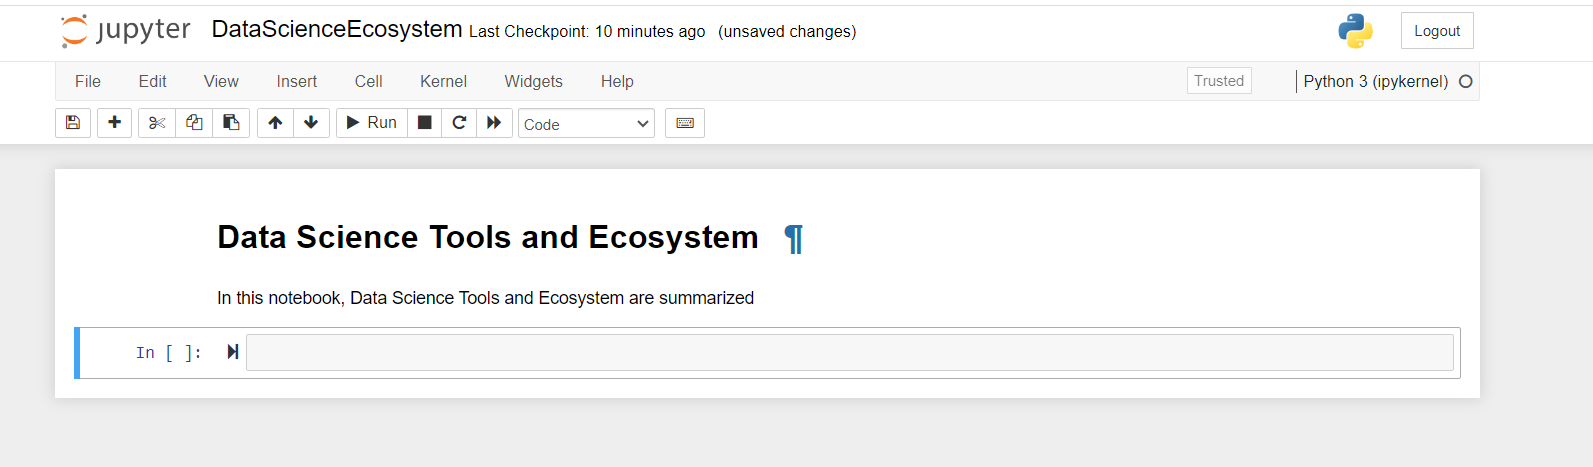 jupyter DataScienceEcosystem Last Checkpoint: 10 minutes ago (unsaved changes) Logout
File Edit View Insert Cell Kernel Widgets Help Trusted Python 3 (ipykernel)
Run Code
Data Science Tools and Ecosystem ¶
In this notebook, Data Science Tools and Ecosystem are summarized
In [ ]: